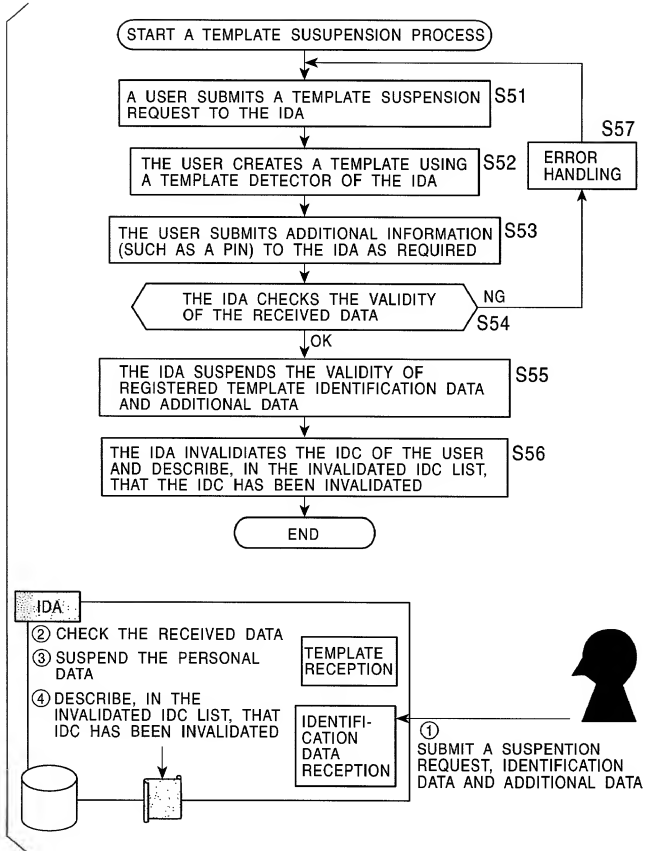 START A TEMPLATE SUSUPENSION PROCESS
A USER SUBMITS A TEMPLATE SUSPENSION
REQUEST TO THE IDA
S51
S57
ERROR
HANDLING
THE USER CREATES A TEMPLATE USING
A TEMPLATE DETECTOR OF THE IDA
S52
THE USER SUBMITS ADDITIONAL INFORMATION
(SUCH AS A PIN) TO THE IDA AS REQUIRED
S53
THE IDA CHECKS THE VALIDITY
OF THE RECEIVED DATA
NG
S54
OK
THE IDA SUSPENDS THE VALIDITY OF
REGISTERED TEMPLATE IDENTIFICATION DATA
AND ADDITIONAL DATA
S55
THE IDA INVALIDIATES THE IDC OF THE USER
AND DESCRIBE, IN THE INVALIDATED IDC LIST,
THAT THE IDC HAS BEEN INVALIDATED
S56
END
IDA
② CHECK THE RECEIVED DATA
③ SUSPEND THE PERSONAL
DATA
④ DESCRIBE, IN THE
INVALIDATED IDC LIST, THAT
IDC HAS BEEN INVALIDATED
TEMPLATE
RECEPTION
IDENTIFI-
CATION
DATA
RECEPTION
①
SUBMIT A SUSPENTION
REQUEST, IDENTIFICATION
DATA AND ADDITIONAL DATA